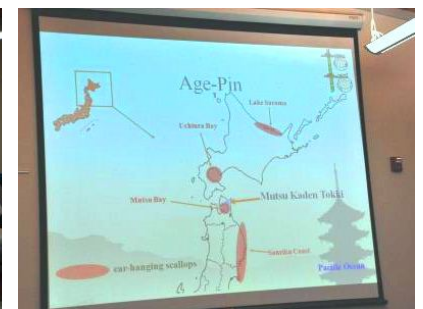 Age-Pin
Lake Saroma
Uchiura Bay
Mutsu Kaden Tokki
Mutsu Bay
Sanriku Coast
Pacific Ocean
ear-hanging scallops